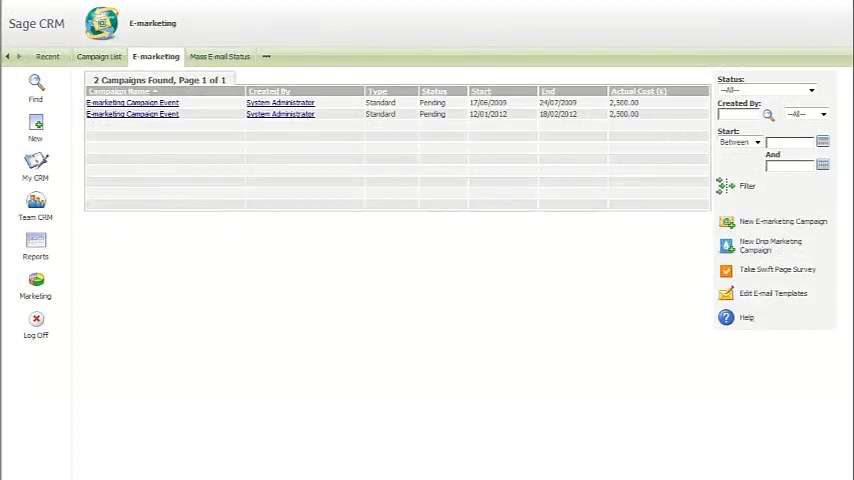 Sage CRM
E-marketing
Recent
Campaign List
E-marketing
Mass E-mail Status
2 Campaigns Found, Page 1 of 1
Campaign Name Created By Type Status Start End Actual Cost (£)
E-marketing Campaign Event System Administrator Standard Pending 17/06/2009 24/07/2009 2,500.00
E-marketing Campaign Event System Administrator Standard Pending 12/01/2012 18/02/2012 2,500.00
Find
New
My CRM
Team CRM
Reports
Marketing
Log Off
Status:
--All--
Created By:
--All--
Start:
Between
And
Filter
New E-marketing Campaign
New Drip Marketing
Campaign
Take Swift Page Survey
Edit E-mail Templates
Help